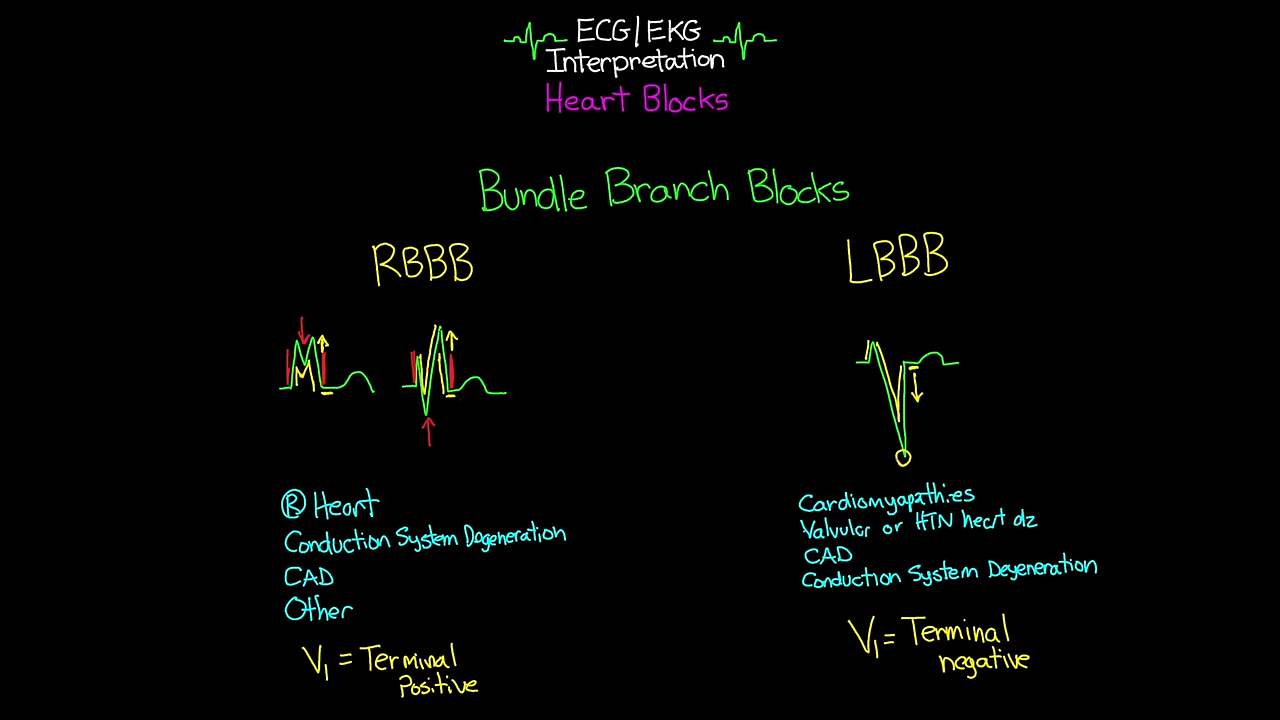 ECG/EKG
Interpretation
Heart Blocks
Bundle Branch Blocks
RBBB
LBBB
Ⓡ Heart
Conduction System Degeneration
CAD
Other
V₁ = Terminal
Positive
Cardiomyopathies
Valvular or HTN heart dz
CAD
Conduction System Degeneration
V₁ = Terminal
negative